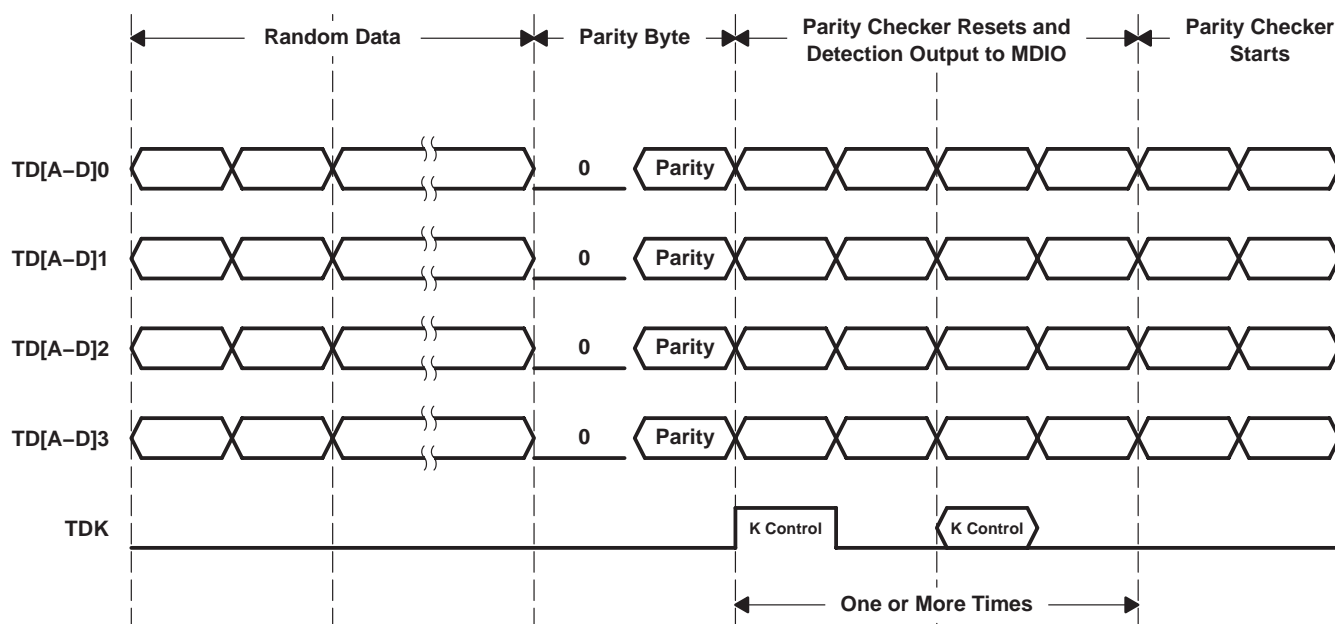 Random Data
Parity Byte
Parity Checker Resets and
Detection Output to MDIO
Parity Checker
Starts
TD[A–D]0
0
Parity
TD[A–D]1
0
Parity
TD[A–D]2
0
Parity
TD[A–D]3
0
Parity
TDK
K Control
K Control
One or More Times